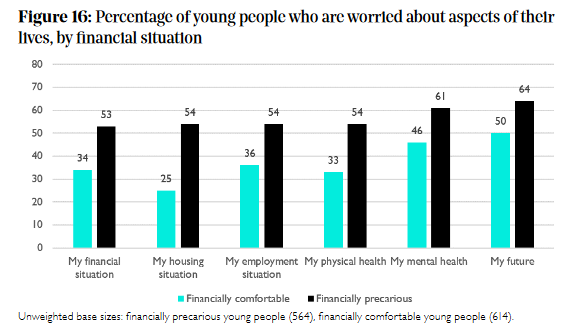 Figure 16: Percentage of young people who are worried about aspects of their
lives, by financial situation
80
70
60
50
40
30
20
10
0
34
53
25
54
36
54
33
54
46
61
50
64
My financial
situation
My housing
situation
My employment
situation
My physical health
My mental health
My future
Financially comfortable
Financially precarious
Unweighted base sizes: financially precarious young people (564), financially comfortable young people (614).